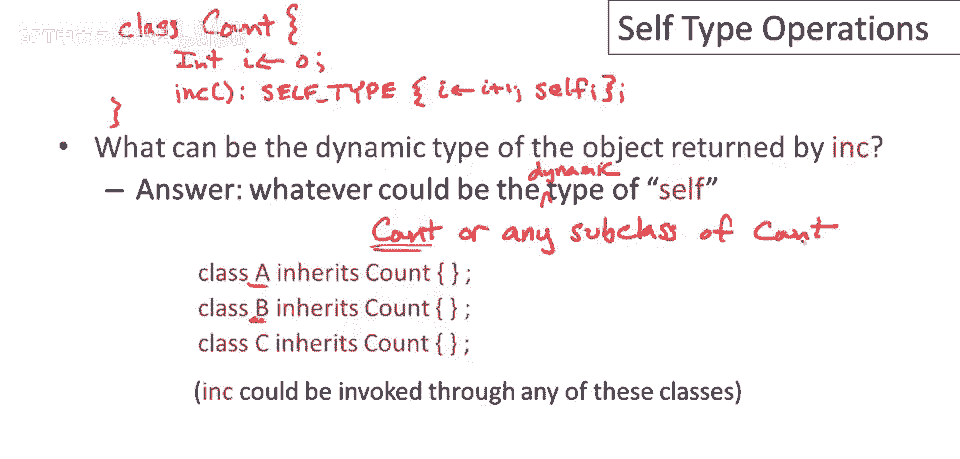 Self Type Operations
class Count {
Int i ← 0;
inc(): SELF_TYPE { i ← i+1; self; };
}
• What can be the dynamic type of the object returned by inc?
– Answer: whatever could be the dynamic type of “self”
Count or any subclass of Count
class A inherits Count { } ;
class B inherits Count { } ;
class C inherits Count { } ;
(inc could be invoked through any of these classes)